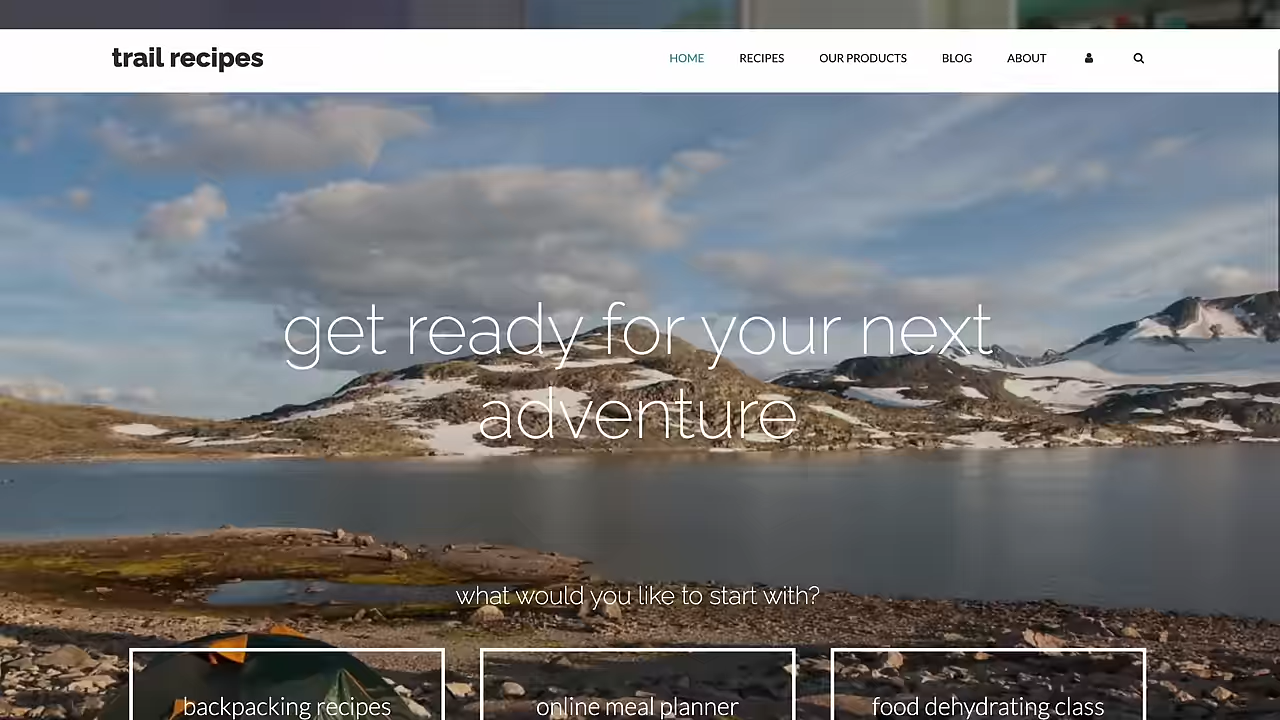 trail recipes
HOME RECIPES OUR PRODUCTS BLOG ABOUT
get ready for your next
adventure
what would you like to start with?
backpacking recipes
online meal planner
food dehydrating class